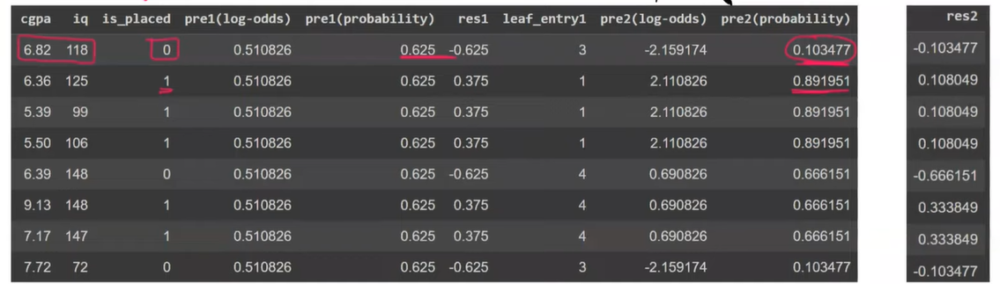 cgpa iq is_placed pre1(log-odds) pre1(probability) res1 leaf_entry1 pre2(log-odds) pre2(probability) res2
6.82 118 0 0.510826 0.625 -0.625 3 -2.159174 0.103477 -0.103477
6.36 125 1 0.510826 0.625 0.375 1 2.110826 0.891951 0.108049
5.39 99 1 0.510826 0.625 0.375 1 2.110826 0.891951 0.108049
5.50 106 1 0.510826 0.625 0.375 1 2.110826 0.891951 0.108049
6.39 148 0 0.510826 0.625 -0.625 4 0.690826 0.666151 -0.666151
9.13 148 1 0.510826 0.625 0.375 4 0.690826 0.666151 0.333849
7.17 147 1 0.510826 0.625 0.375 4 0.690826 0.666151 0.333849
7.72 72 0 0.510826 0.625 -0.625 3 -2.159174 0.103477 -0.103477